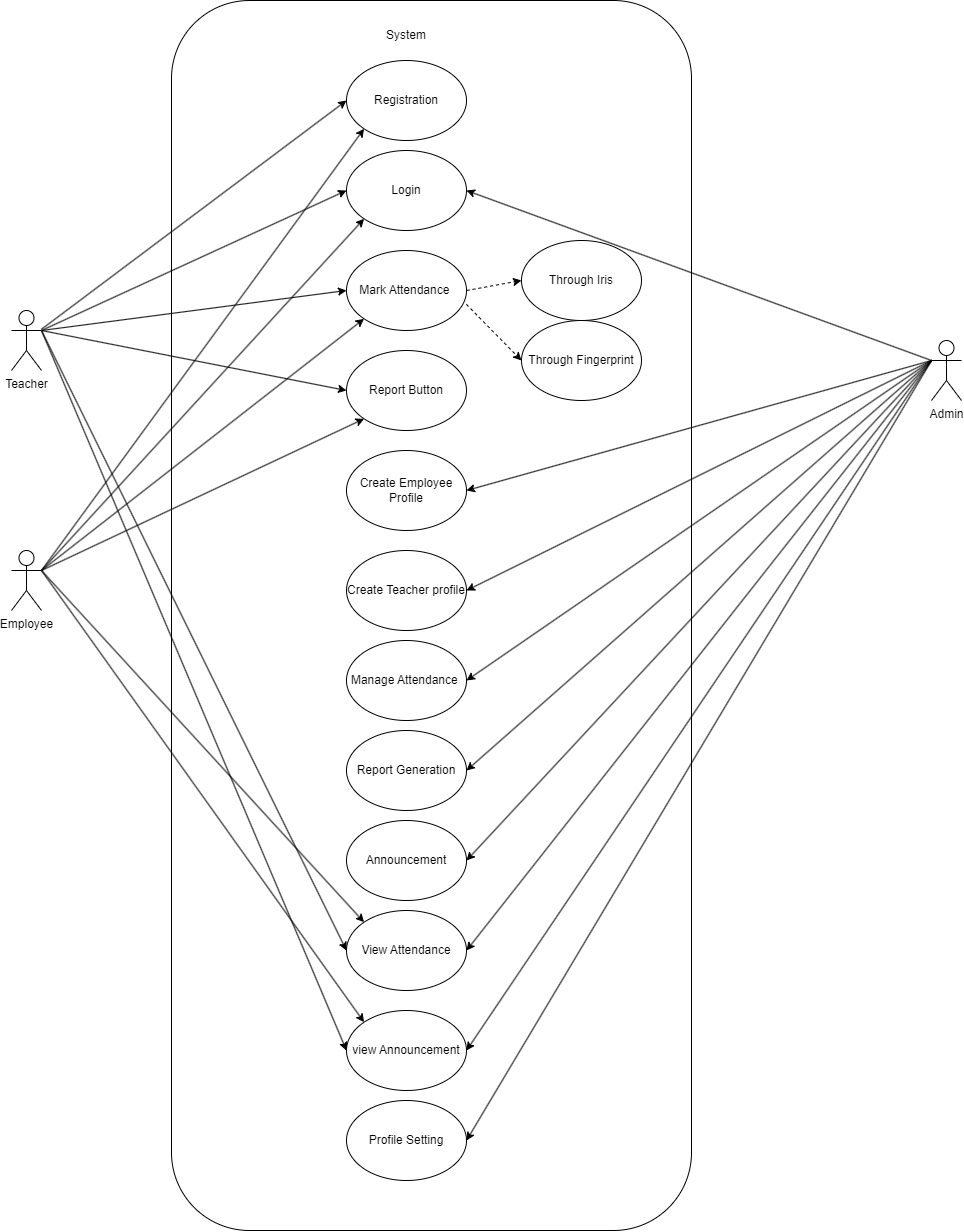 System
Registration
Login
Mark Attendance
Through Iris
Through Fingerprint
Teacher
Report Button
Admin
Create Employee
Profile
Create Teacher profile
Employee
Manage Attendance
Report Generation
Announcement
View Attendance
view Announcement
Profile Setting